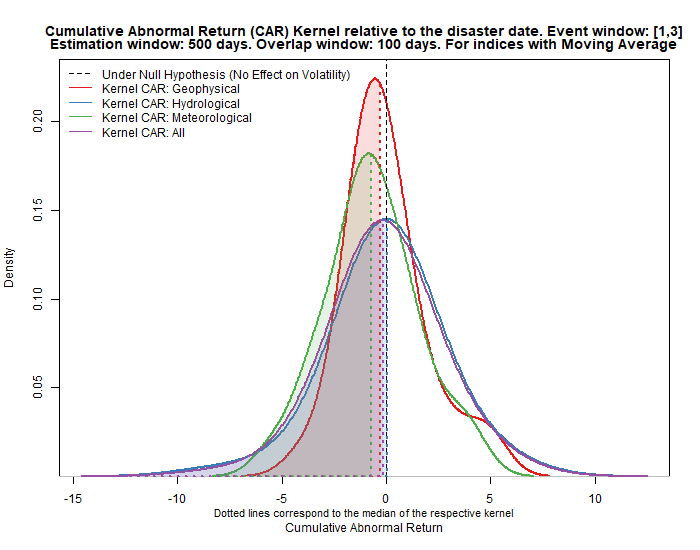 Cumulative Abnormal Return (CAR) Kernel relative to the disaster date. Event window: [1,3]
Estimation window: 500 days. Overlap window: 100 days. For indices with Moving Average
Under Null Hypothesis (No Effect on Volatility)
Kernel CAR: Geophysical
Kernel CAR: Hydrological
Kernel CAR: Meteorological
Kernel CAR: All
Density
0.20
0.15
0.10
0.05
-15 -10 -5 0 5 10
Dotted lines correspond to the median of the respective kernel
Cumulative Abnormal Return